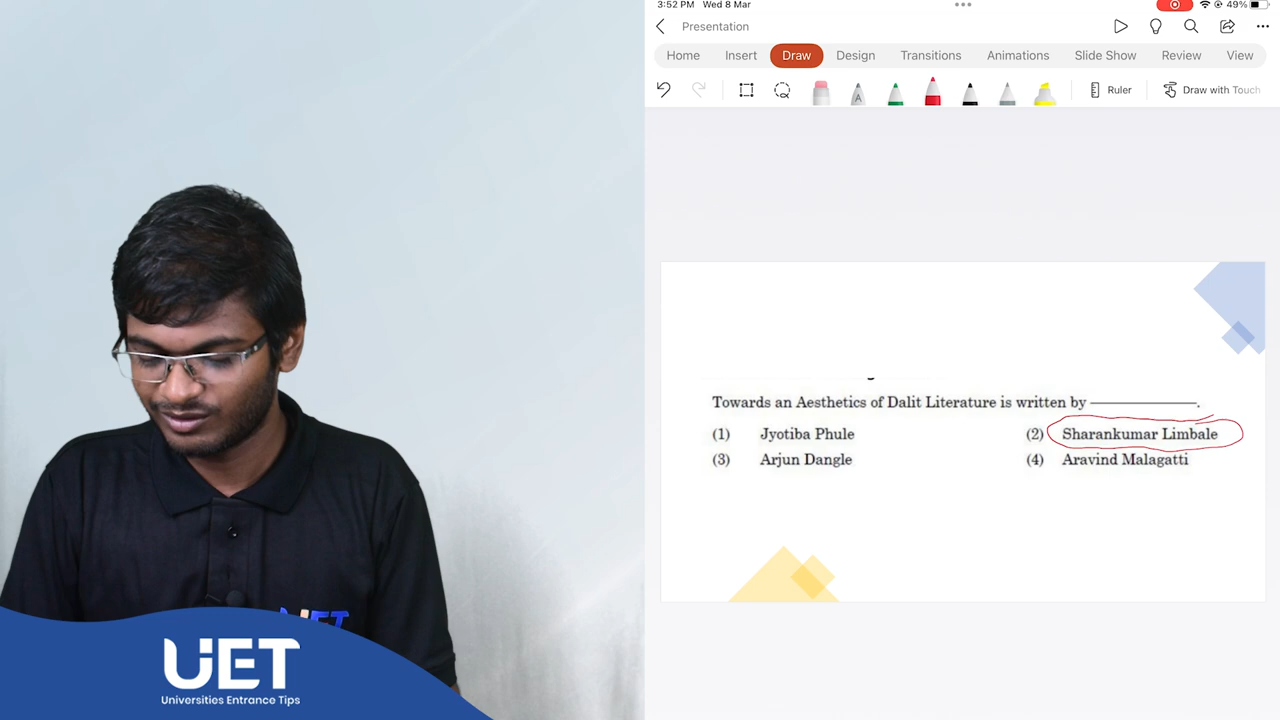 3:52 PM Wed 8 Mar
49%
Presentation
Home Insert Draw Design Transitions Animations Slide Show Review View
A Ruler Draw with Touch
Towards an Aesthetics of Dalit Literature is written by ————.
(1) Jyotiba Phule (2) Sharankumar Limbale
(3) Arjun Dangle (4) Aravind Malagatti
UET
UET
Universities Entrance Tips